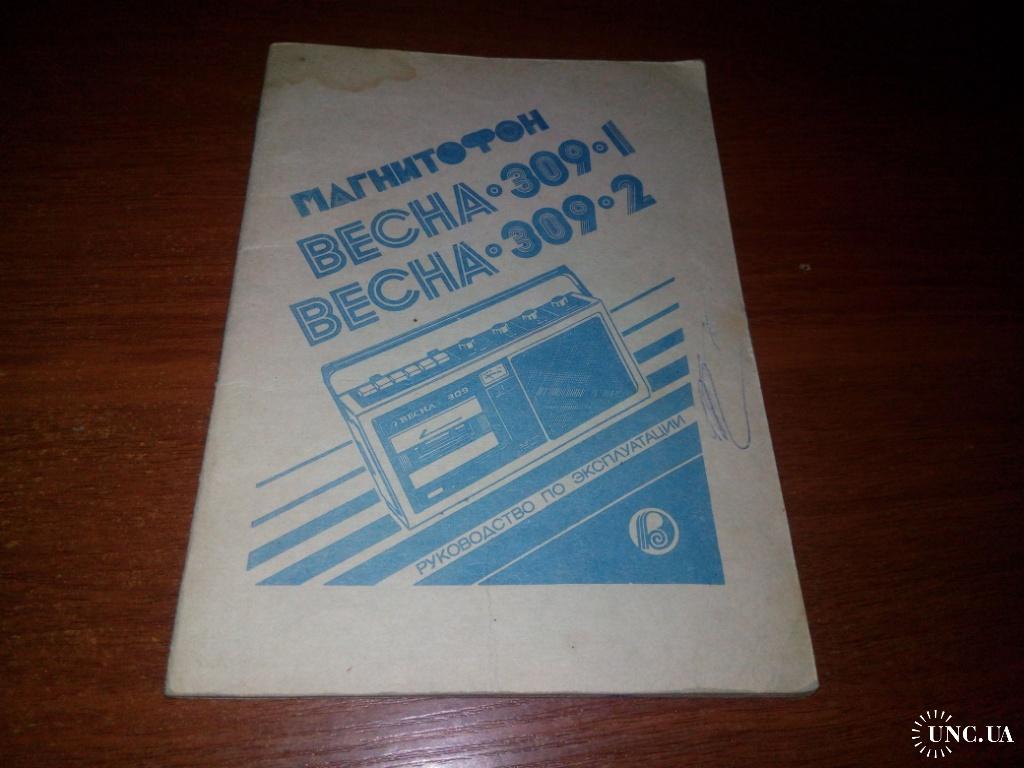 МАГНИТОФОН
ВЕСНА·309·1
ВЕСНА·309·2
ВЕСНА 309
РУКОВОДСТВО ПО ЭКСПЛУАТАЦИИ
В
UNC.UA